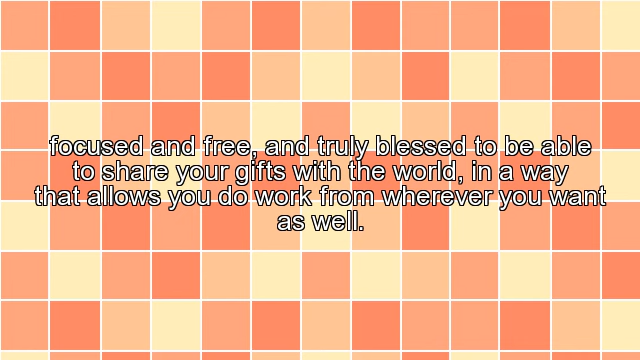 focused and free, and truly blessed to be able
to share your gifts with the world, in a way
that allows you do work from wherever you want
as well.